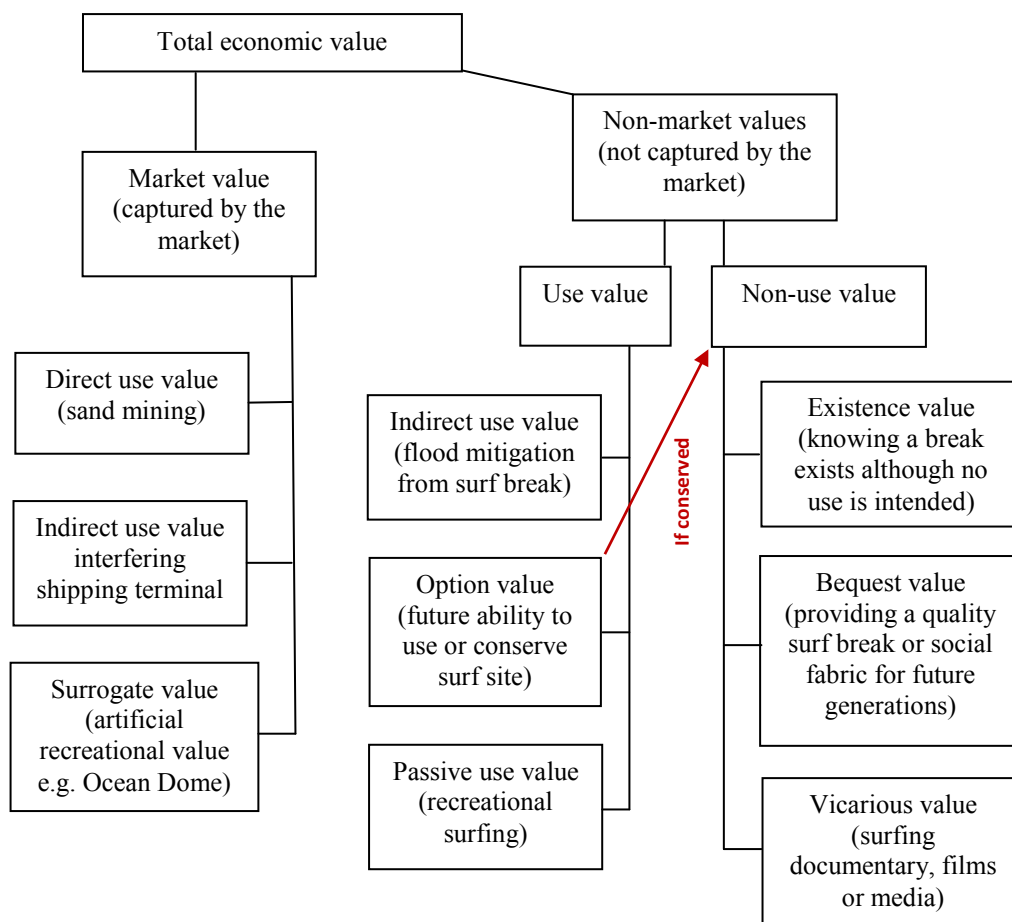 Total economic value
Non-market values
(not captured by the
market)
Market value
(captured by the
market)
Use value
Non-use value
Direct use value
(sand mining)
Indirect use value
interfering
shipping terminal
Surrogate value
(artificial
recreational value
e.g. Ocean Dome)
Indirect use value
(flood mitigation
from surf break)
Option value
(future ability to
use or conserve
surf site)
Passive use value
(recreational
surfing)
If conserved
Existence value
(knowing a break
exists although no
use is intended)
Bequest value
(providing a quality
surf break or social
fabric for future
generations)
Vicarious value
(surfing
documentary, films
or media)